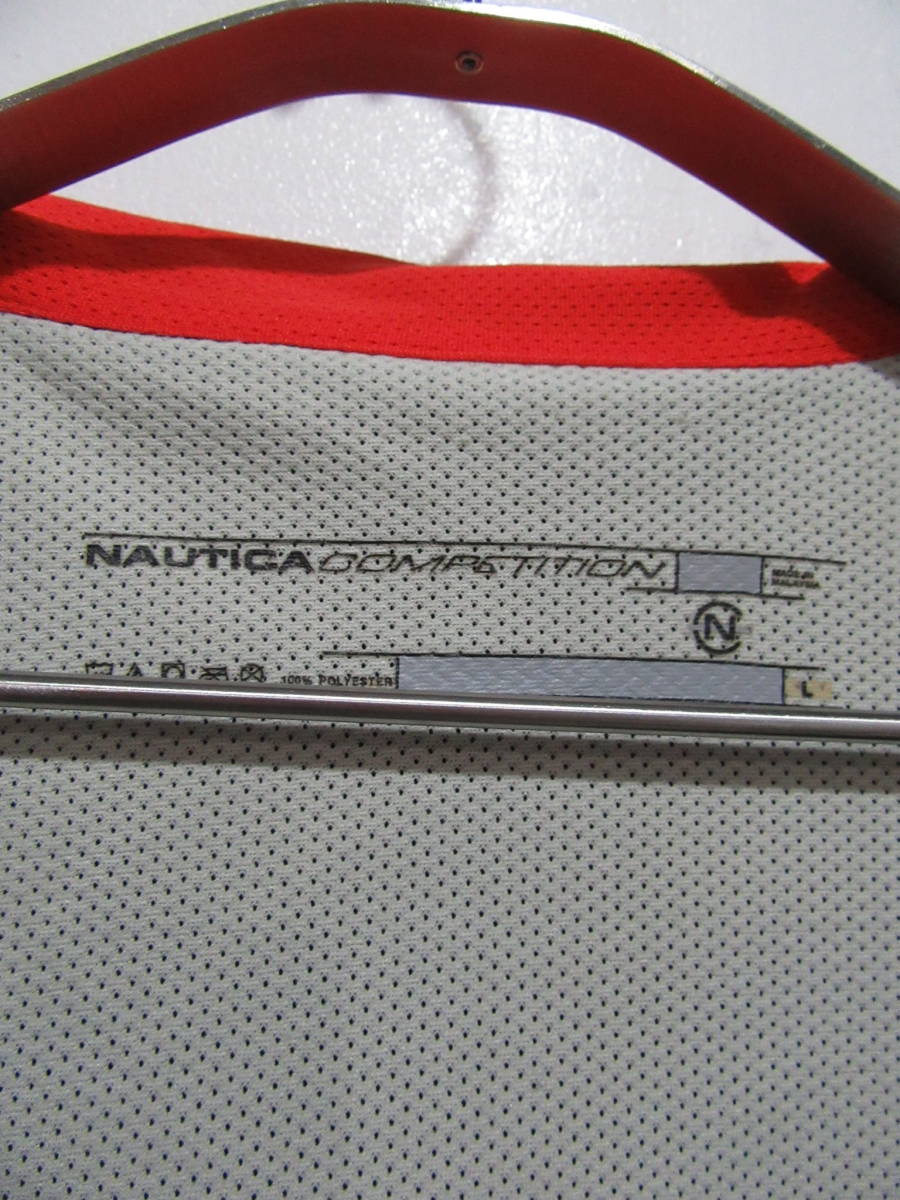 NAUTICA COMPETITION
MADE IN
MALAYSIA
N
100% POLYESTER
L